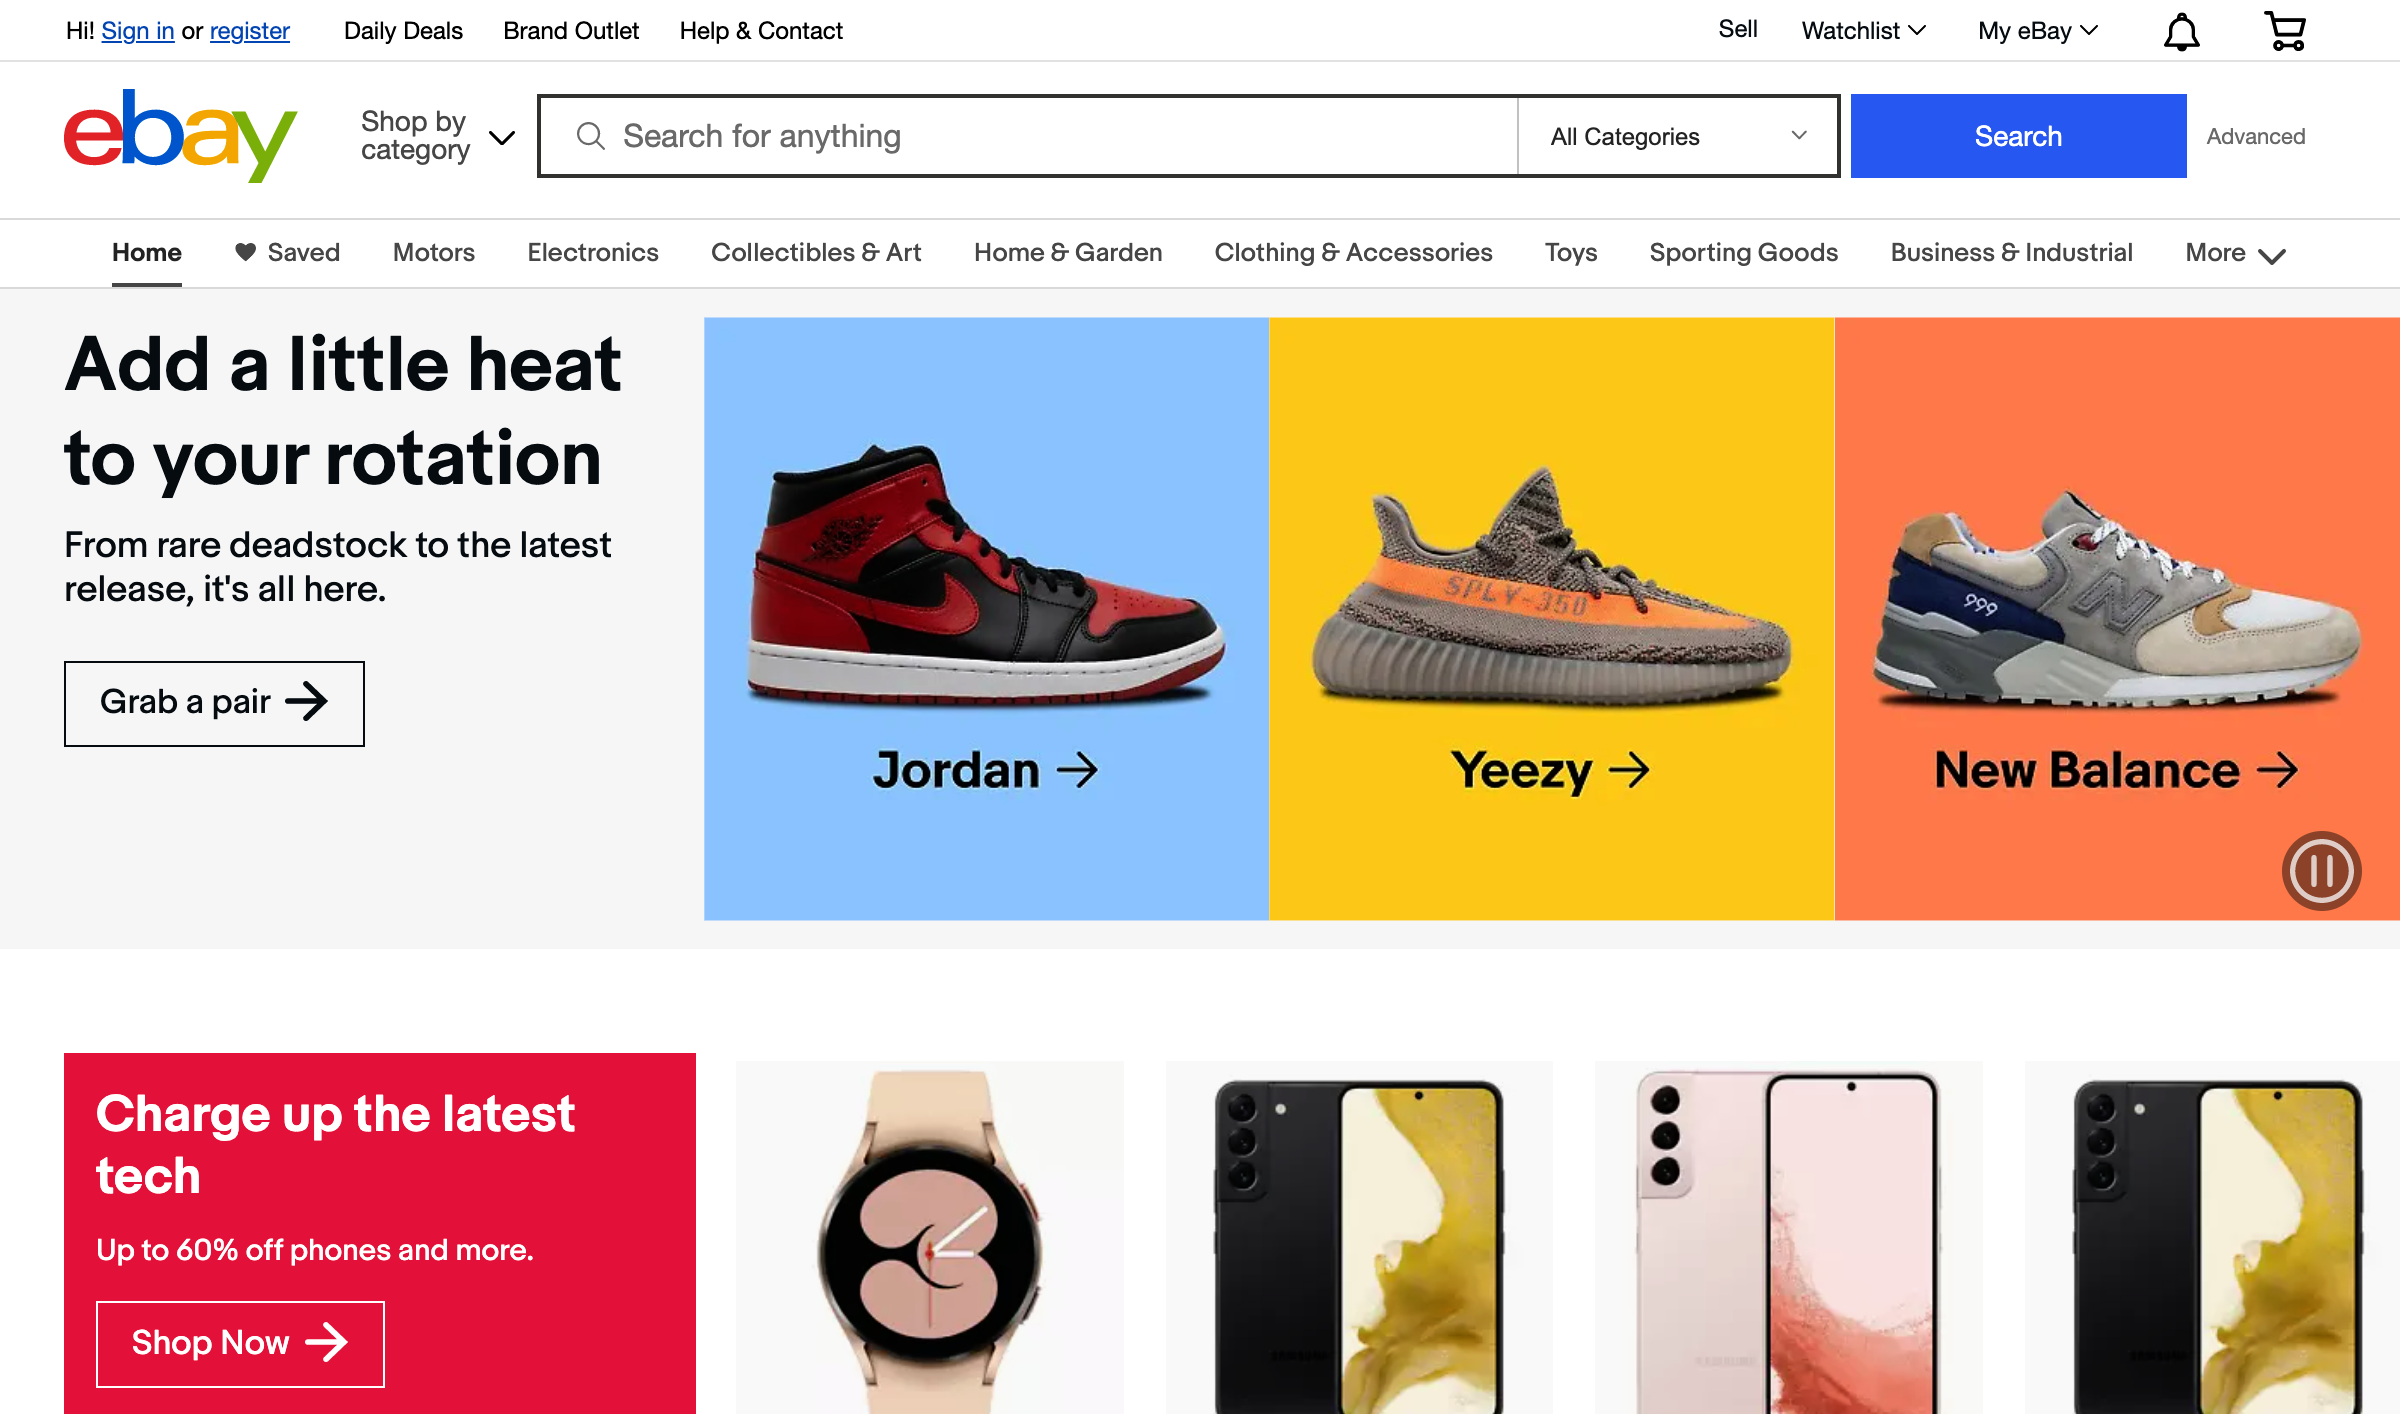 Hi! Sign in or register Daily Deals Brand Outlet Help & Contact Sell Watchlist My eBay
ebay
Shop by
category
Search for anything All Categories Search Advanced
Home Saved Motors Electronics Collectibles & Art Home & Garden Clothing & Accessories Toys Sporting Goods Business & Industrial More
Add a little heat
to your rotation
From rare deadstock to the latest
release, it's all here.
Grab a pair
SPLY-350
999
N
Jordan
Yeezy
New Balance
Charge up the latest
tech
Up to 60% off phones and more.
Shop Now
SAMSUNG